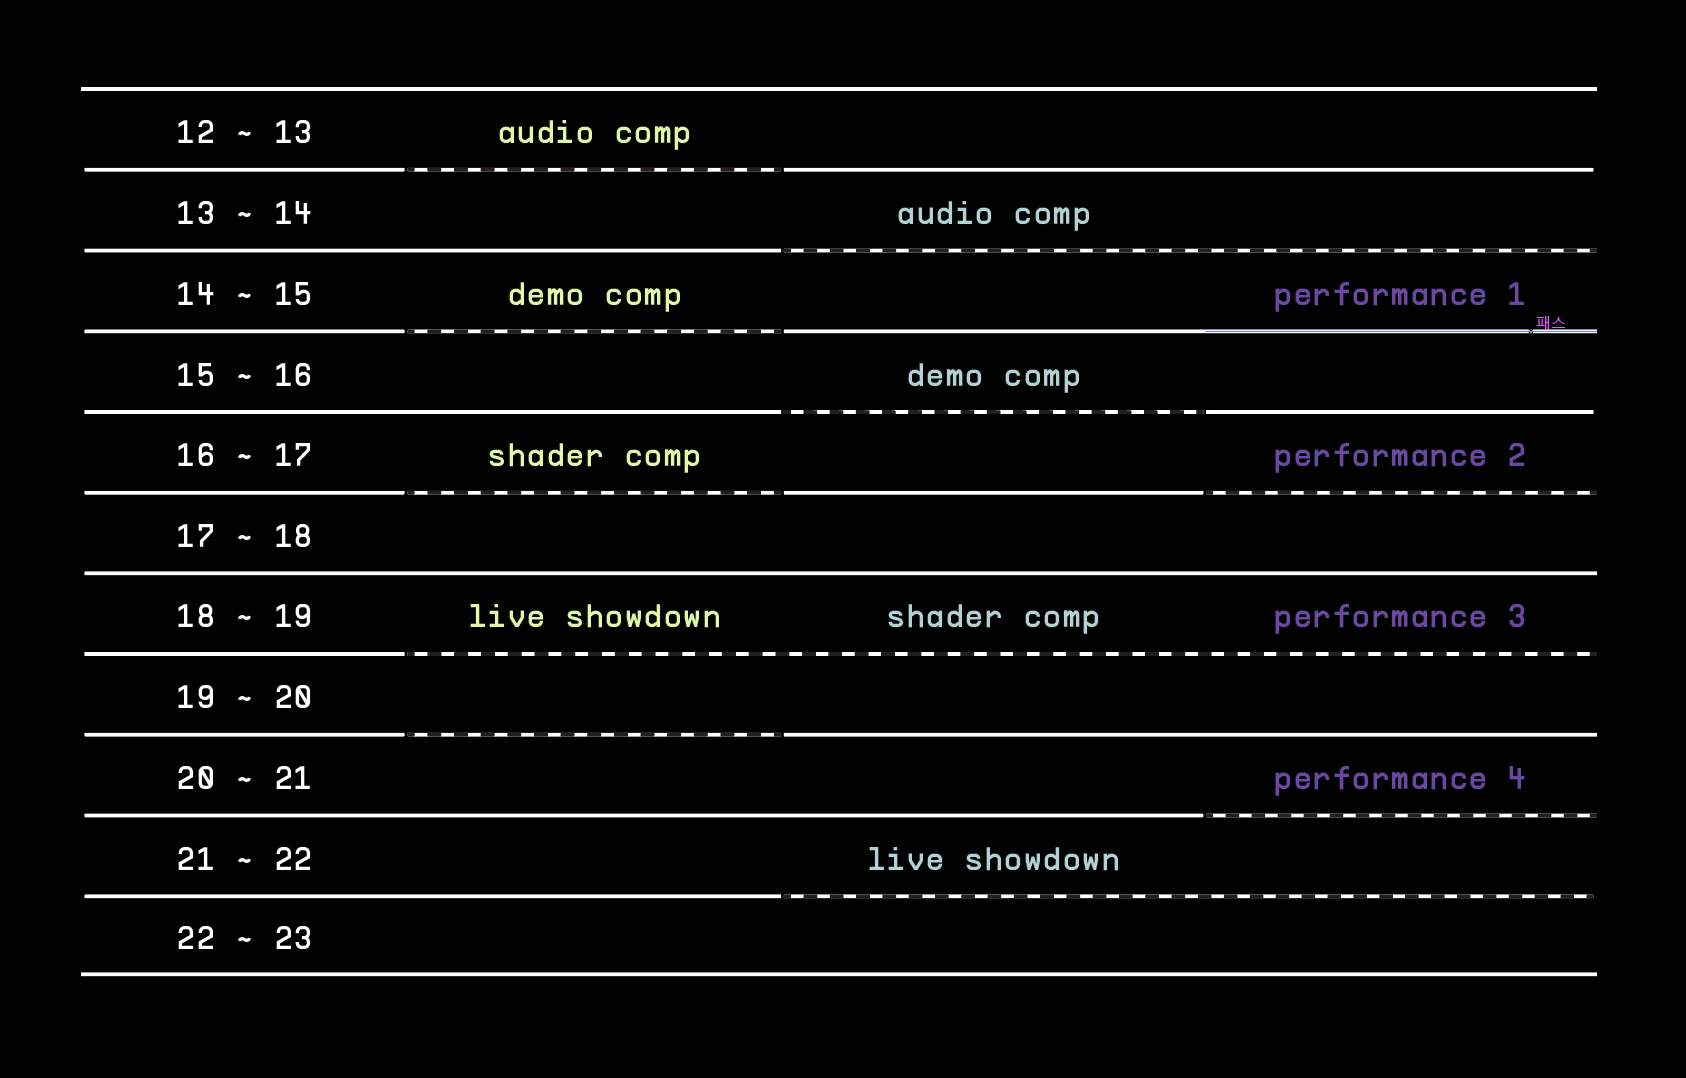 12 ~ 13 audio comp
13 ~ 14 audio comp
14 ~ 15 demo comp performance 1
패스
15 ~ 16 demo comp
16 ~ 17 shader comp performance 2
17 ~ 18
18 ~ 19 live showdown shader comp performance 3
19 ~ 20
20 ~ 21 performance 4
21 ~ 22 live showdown
22 ~ 23